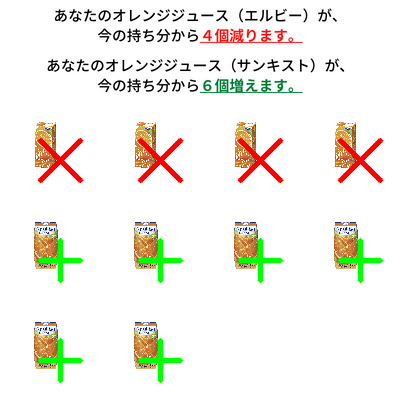 あなたのオレンジジュース（エルビー）が、
今の持ち分から４個減ります。
あなたのオレンジジュース（サンキスト）が、
今の持ち分から６個増えます。